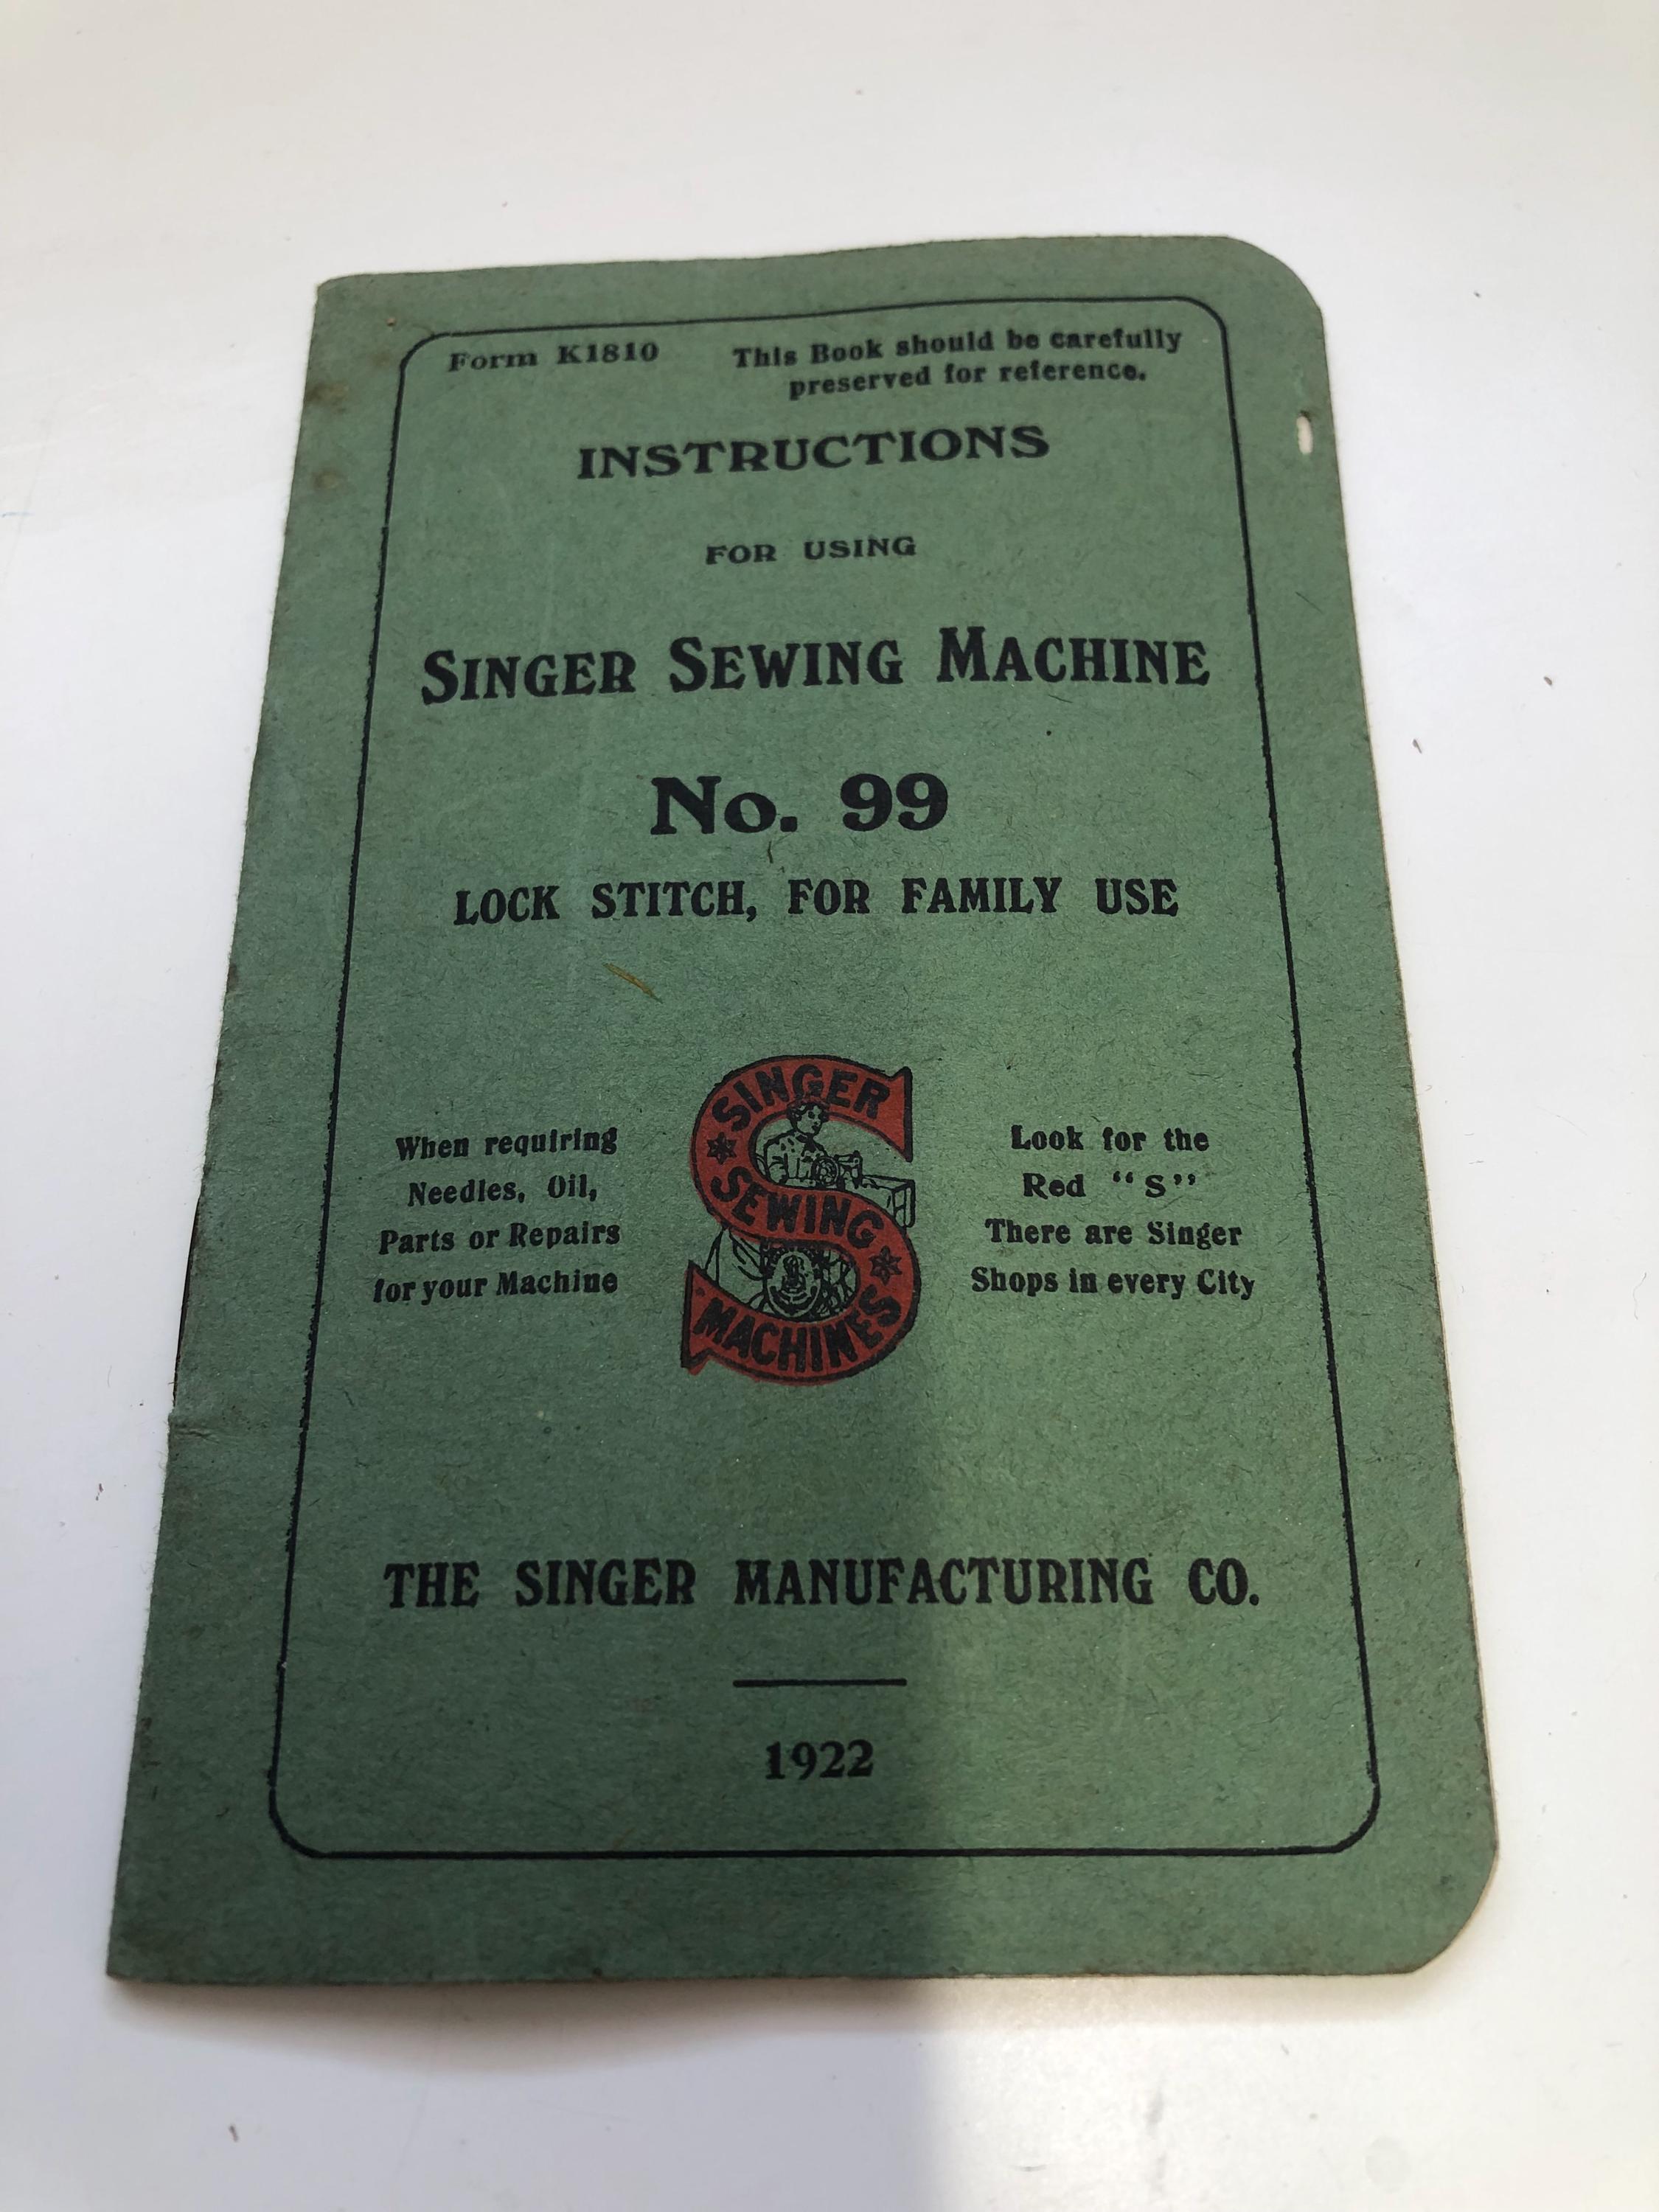 Form K1810
This Book should be carefully
preserved for reference.
INSTRUCTIONS
FOR USING
SINGER SEWING MACHINE
No. 99
LOCK STITCH, FOR FAMILY USE
When requiring
Needles, Oil,
Parts or Repairs
for your Machine
SINGER
SEWING
MACHINES
Look for the
Red "S"
There are Singer
Shops in every City
THE SINGER MANUFACTURING CO.
1922